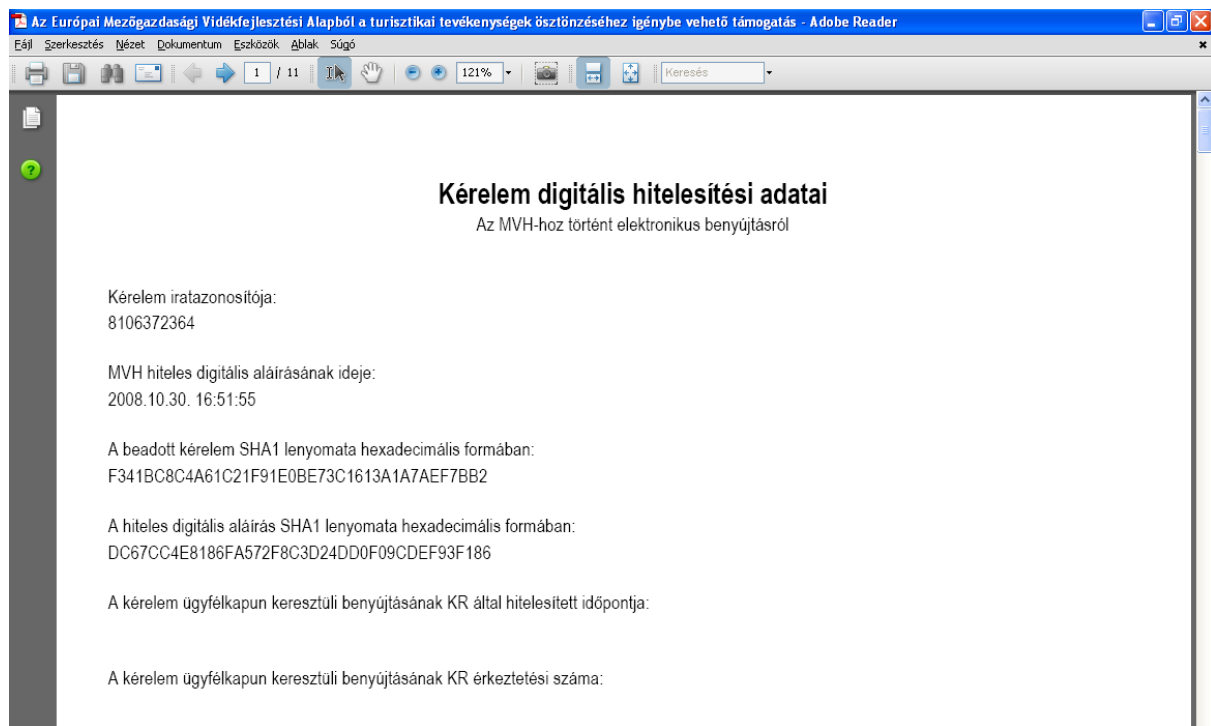 Az Európai Mezőgazdasági Vidékfejlesztési Alapból a turisztikai tevékenységek ösztönzéséhez igénybe vehető támogatás - Adobe Reader
Fájl Szerkesztés Nézet Dokumentum Eszközök Ablak Súgó
1 / 11 121% Keresés
Kérelem digitális hitelesítési adatai
Az MVH-hoz történt elektronikus benyújtásról
Kérelem iratazonosítója:
8106372364
MVH hiteles digitális aláírásának ideje:
2008.10.30. 16:51:55
A beadott kérelem SHA1 lenyomata hexadecimális formában:
F341BC8C4A61C21F91E0BE73C1613A1A7AEF7BB2
A hiteles digitális aláírás SHA1 lenyomata hexadecimális formában:
DC67CC4E8186FA572F8C3D24DD0F09CDEF93F186
A kérelem ügyfélkapun keresztüli benyújtásának KR által hitelesített időpontja:
A kérelem ügyfélkapun keresztüli benyújtásának KR érkeztetési száma: